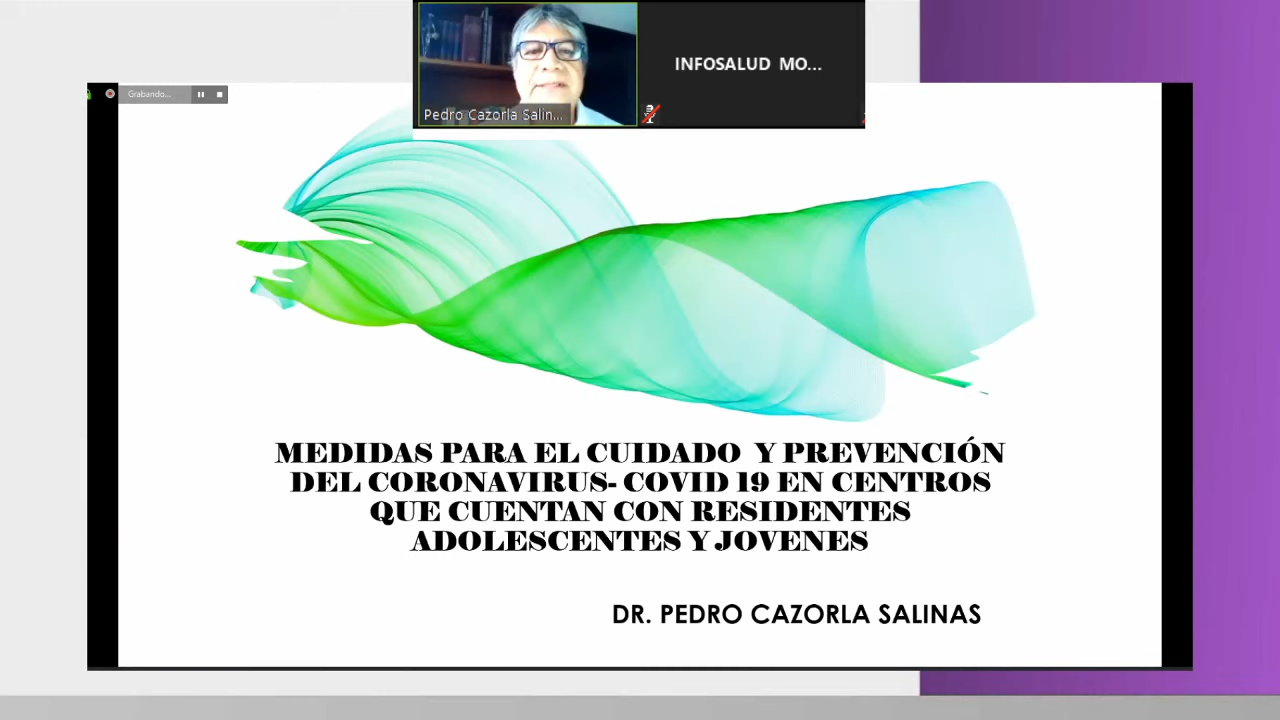 INFOSALUD MO...
Pedro Cazorla Salin...
Grabando...
MEDIDAS PARA EL CUIDADO Y PREVENCIÓN
DEL CORONAVIRUS- COVID 19 EN CENTROS
QUE CUENTAN CON RESIDENTES
ADOLESCENTES Y JOVENES
DR. PEDRO CAZORLA SALINAS